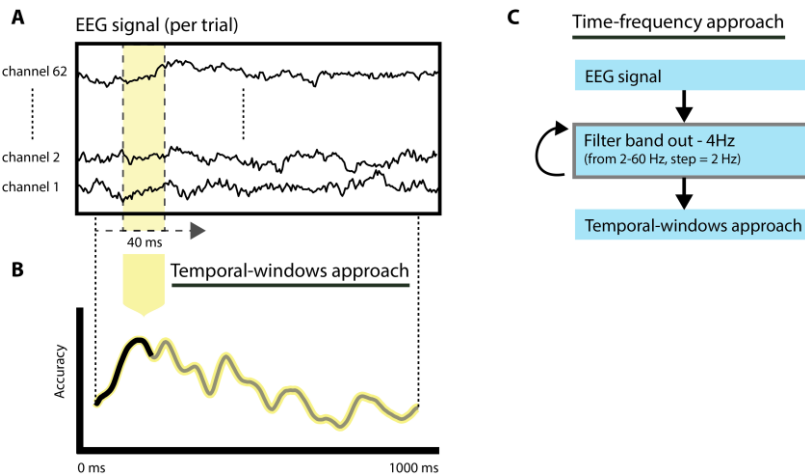 A
EEG signal (per trial)
channel 62
channel 2
channel 1
40 ms
B
Temporal-windows approach
Accuracy
0 ms
1000 ms
C
Time-frequency approach
EEG signal
Filter band out - 4Hz
(from 2-60 Hz, step = 2 Hz)
Temporal-windows approach